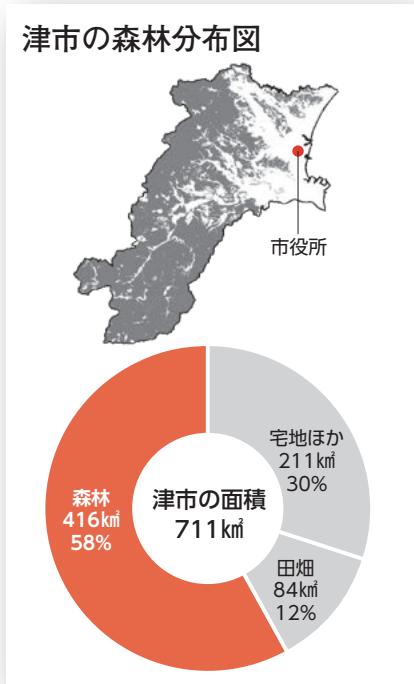 津市の森林分布図
市役所
宅地ほか
211㎢
30%
森林
416㎢
58%
津市の面積
711㎢
田畑
84㎢
12%